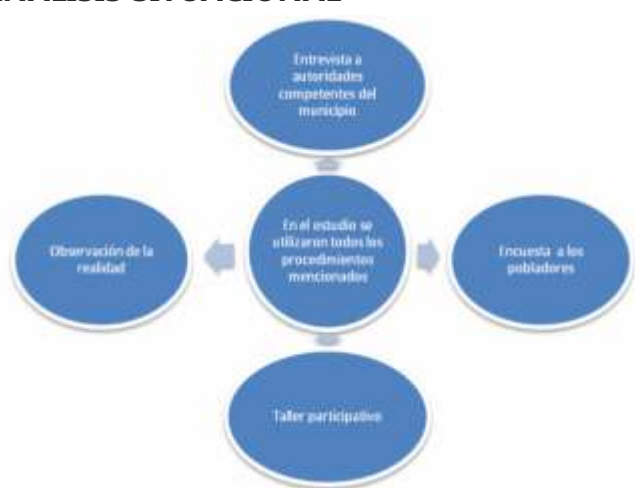 Entrevista a
autoridades
competentes del
municipio
Observación de la
realidad
En el estudio se
utilizaron todos los
procedimientos
mencionados
Encuesta a los
pobladores
Taller participativo